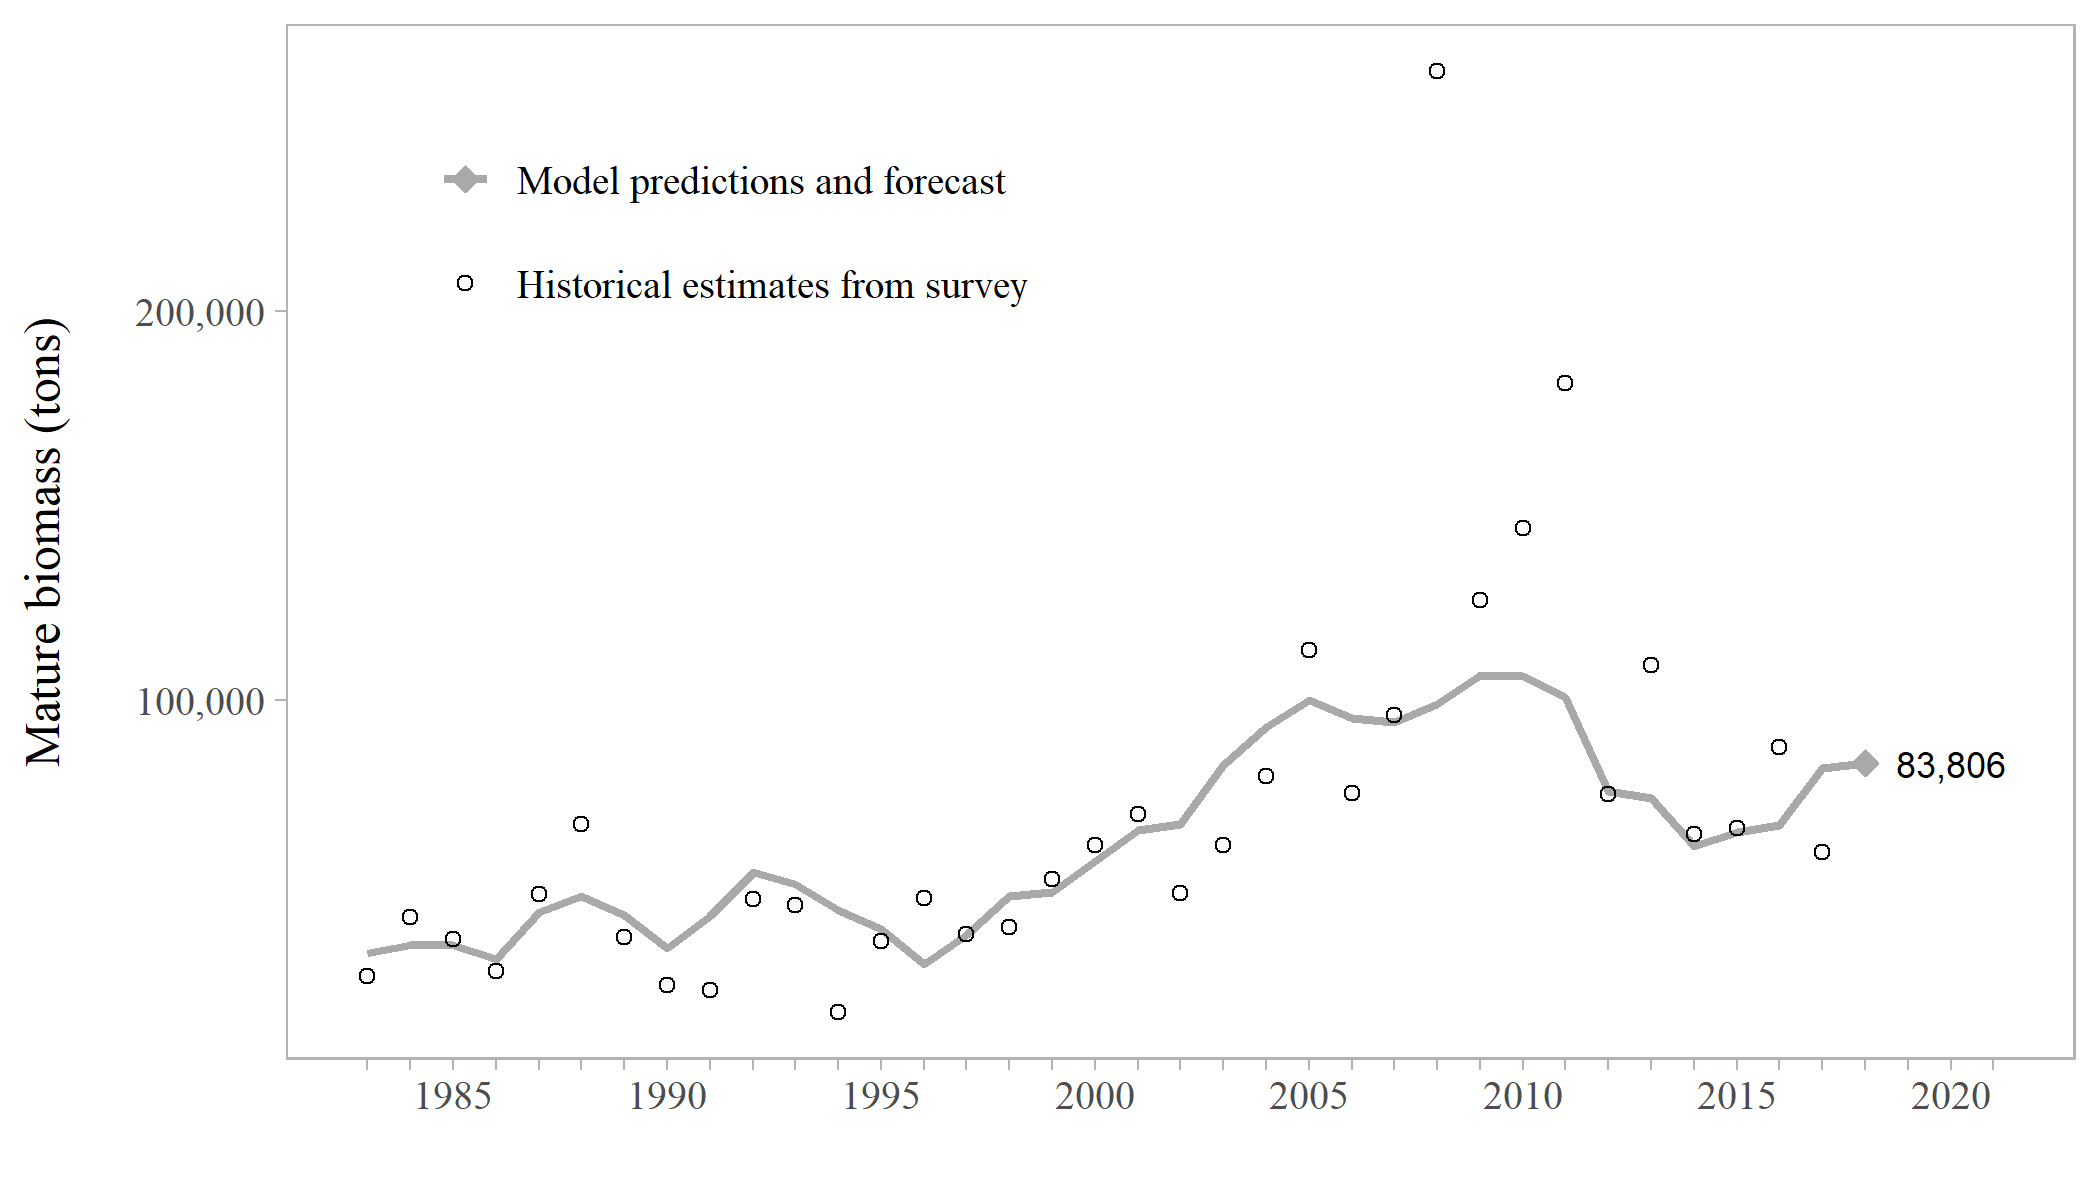 Model predictions and forecast
Historical estimates from survey
200,000
100,000
Mature biomass (tons)
83,806
1985 1990 1995 2000 2005 2010 2015 2020